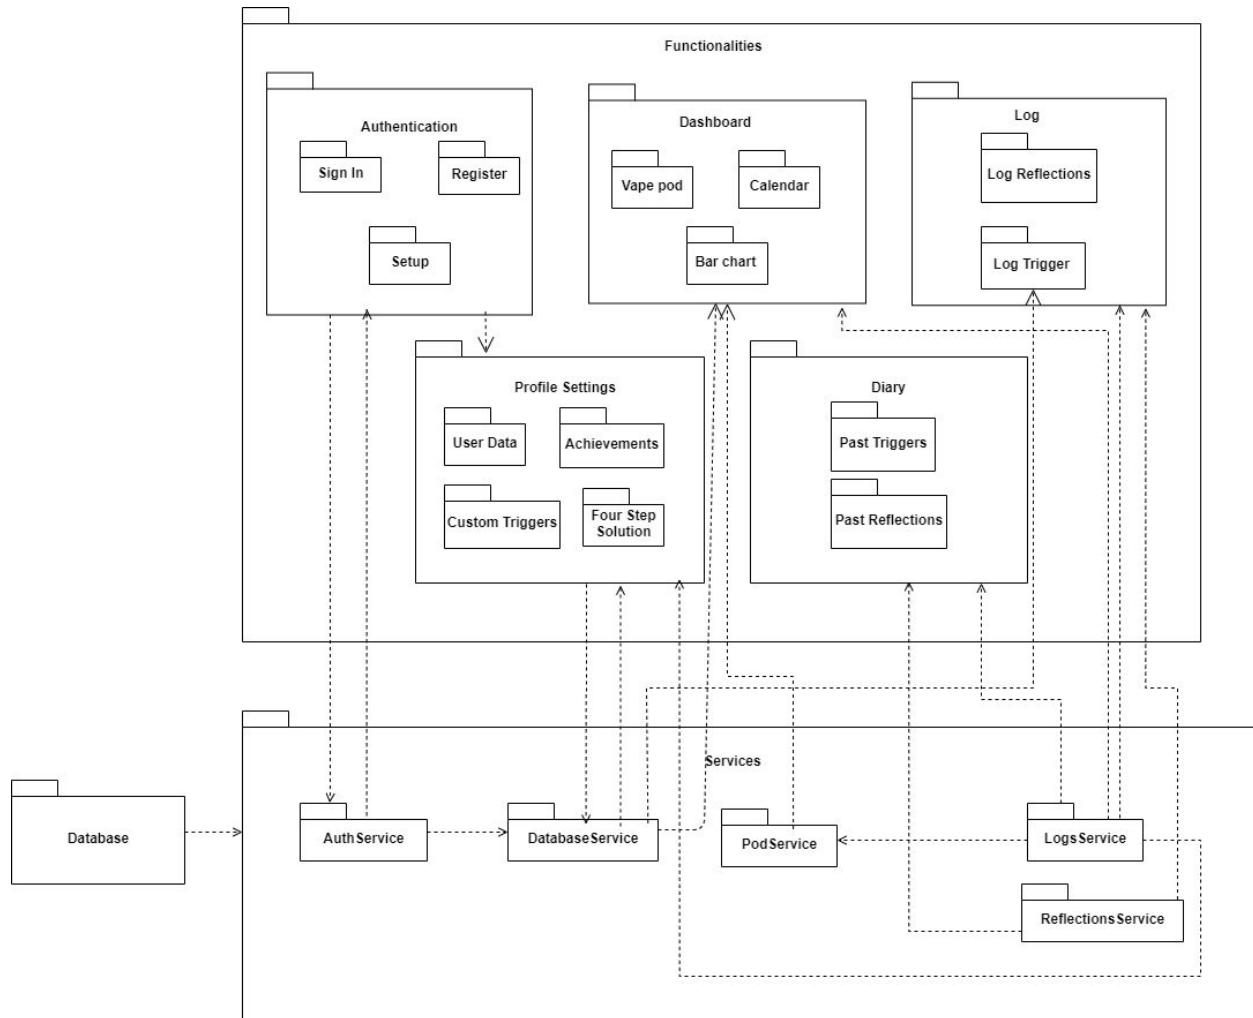 Functionalities
Authentication
Sign In
Register
Setup
Dashboard
Vape pod
Calendar
Bar chart
Log
Log Reflections
Log Trigger
Profile Settings
User Data
Achievements
Custom Triggers
Four Step
Solution
Diary
Past Triggers
Past Reflections
Services
Database
AuthService
DatabaseService
PodService
LogsService
ReflectionsService